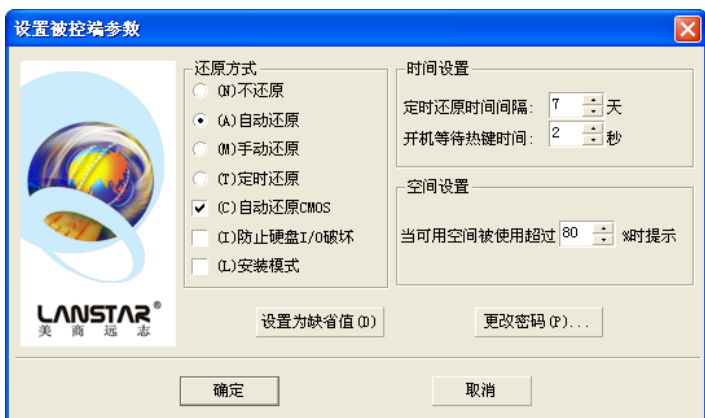 设置被控端参数
还原方式
(N)不还原
(A)自动还原
(M)手动还原
(T)定时还原
(C)自动还原CMOS
(I)防止硬盘I/O破坏
(L)安装模式
时间设置
定时还原时间间隔: 7 天
开机等待热键时间: 2 秒
空间设置
当可用空间被使用超过 80 %时提示
LANSTAR®
美商远志
设置为缺省值(D)
更改密码(P)...
确定
取消